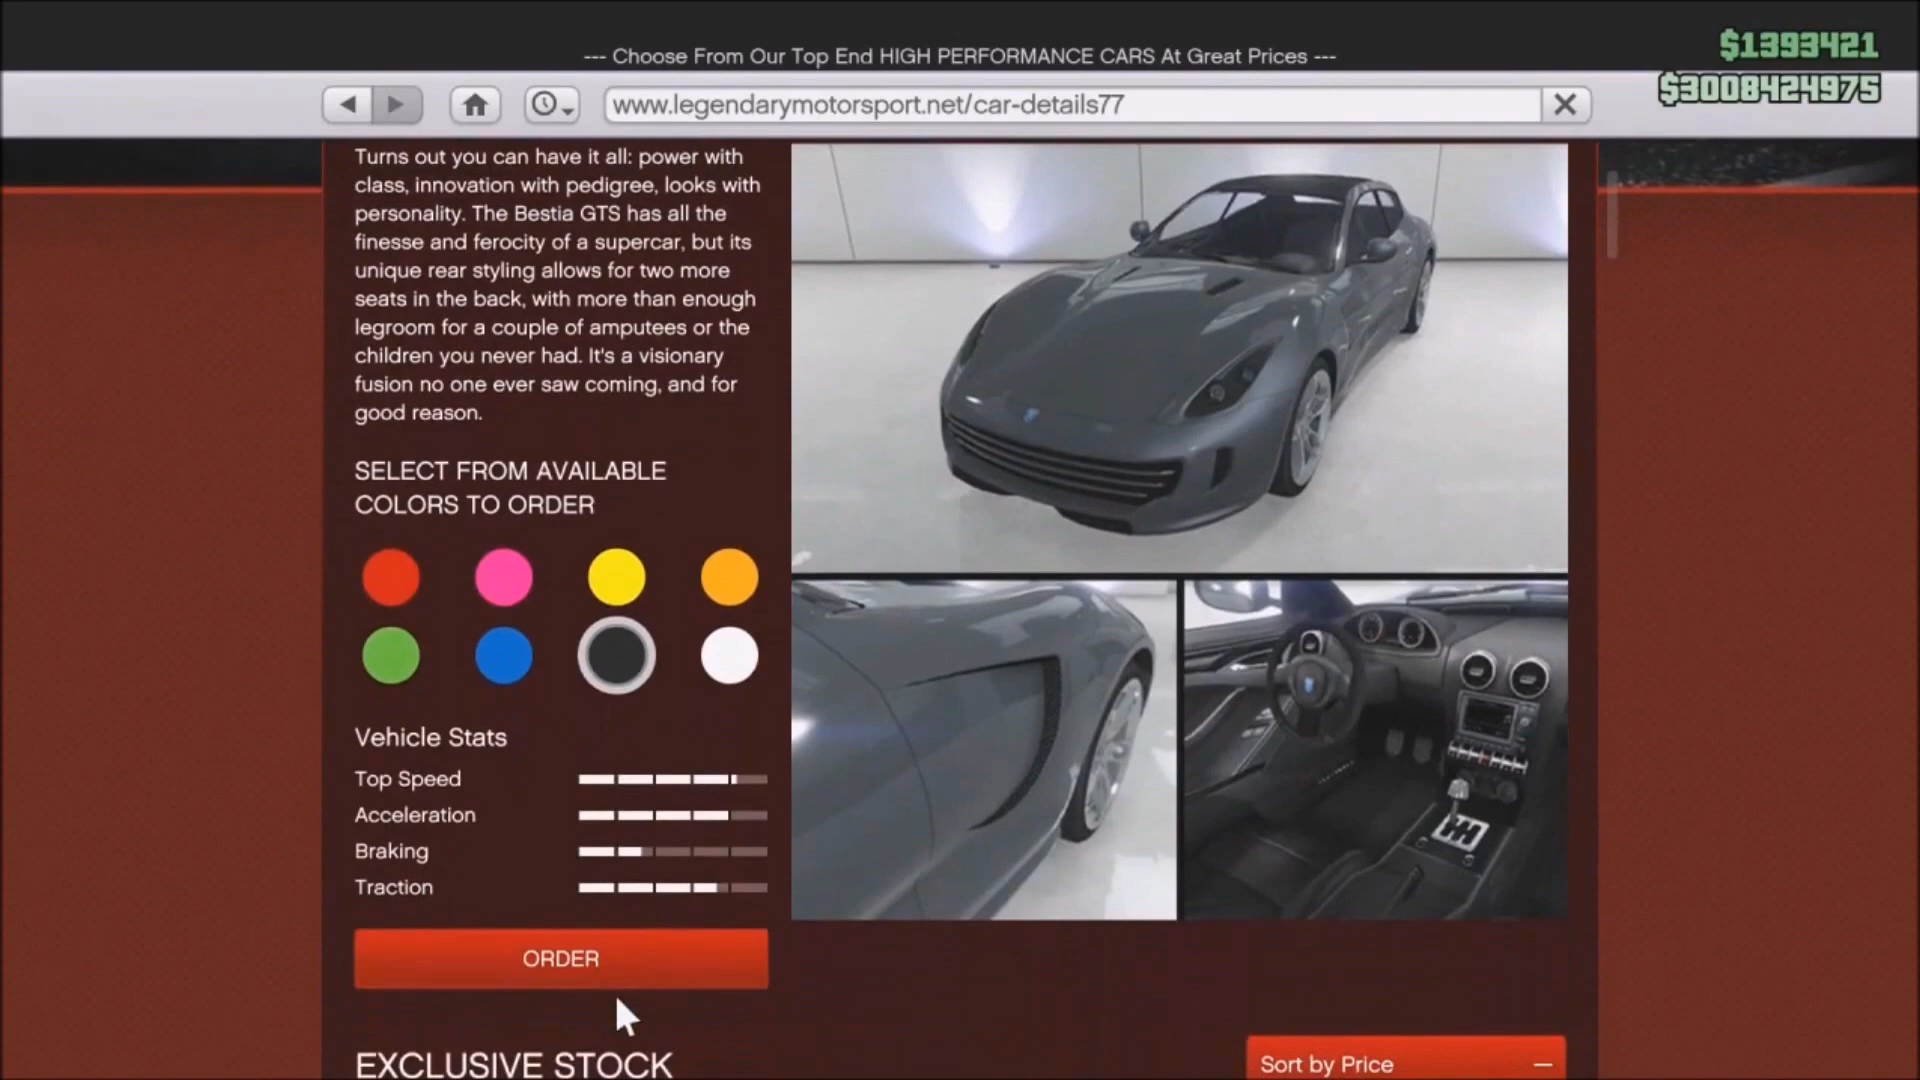 --- Choose From Our Top End HIGH PERFORMANCE CARS At Great Prices ---
$1393421
$3008424975
www.legendarymotorsport.net/car-details77
Turns out you can have it all: power with
class, innovation with pedigree, looks with
personality. The Bestia GTS has all the
finesse and ferocity of a supercar, but its
unique rear styling allows for two more
seats in the back, with more than enough
legroom for a couple of amputees or the
children you never had. It's a visionary
fusion no one ever saw coming, and for
good reason.
SELECT FROM AVAILABLE
COLORS TO ORDER
Vehicle Stats
Top Speed
Acceleration
Braking
Traction
ORDER
EXCLUSIVE STOCK
Sort by Price